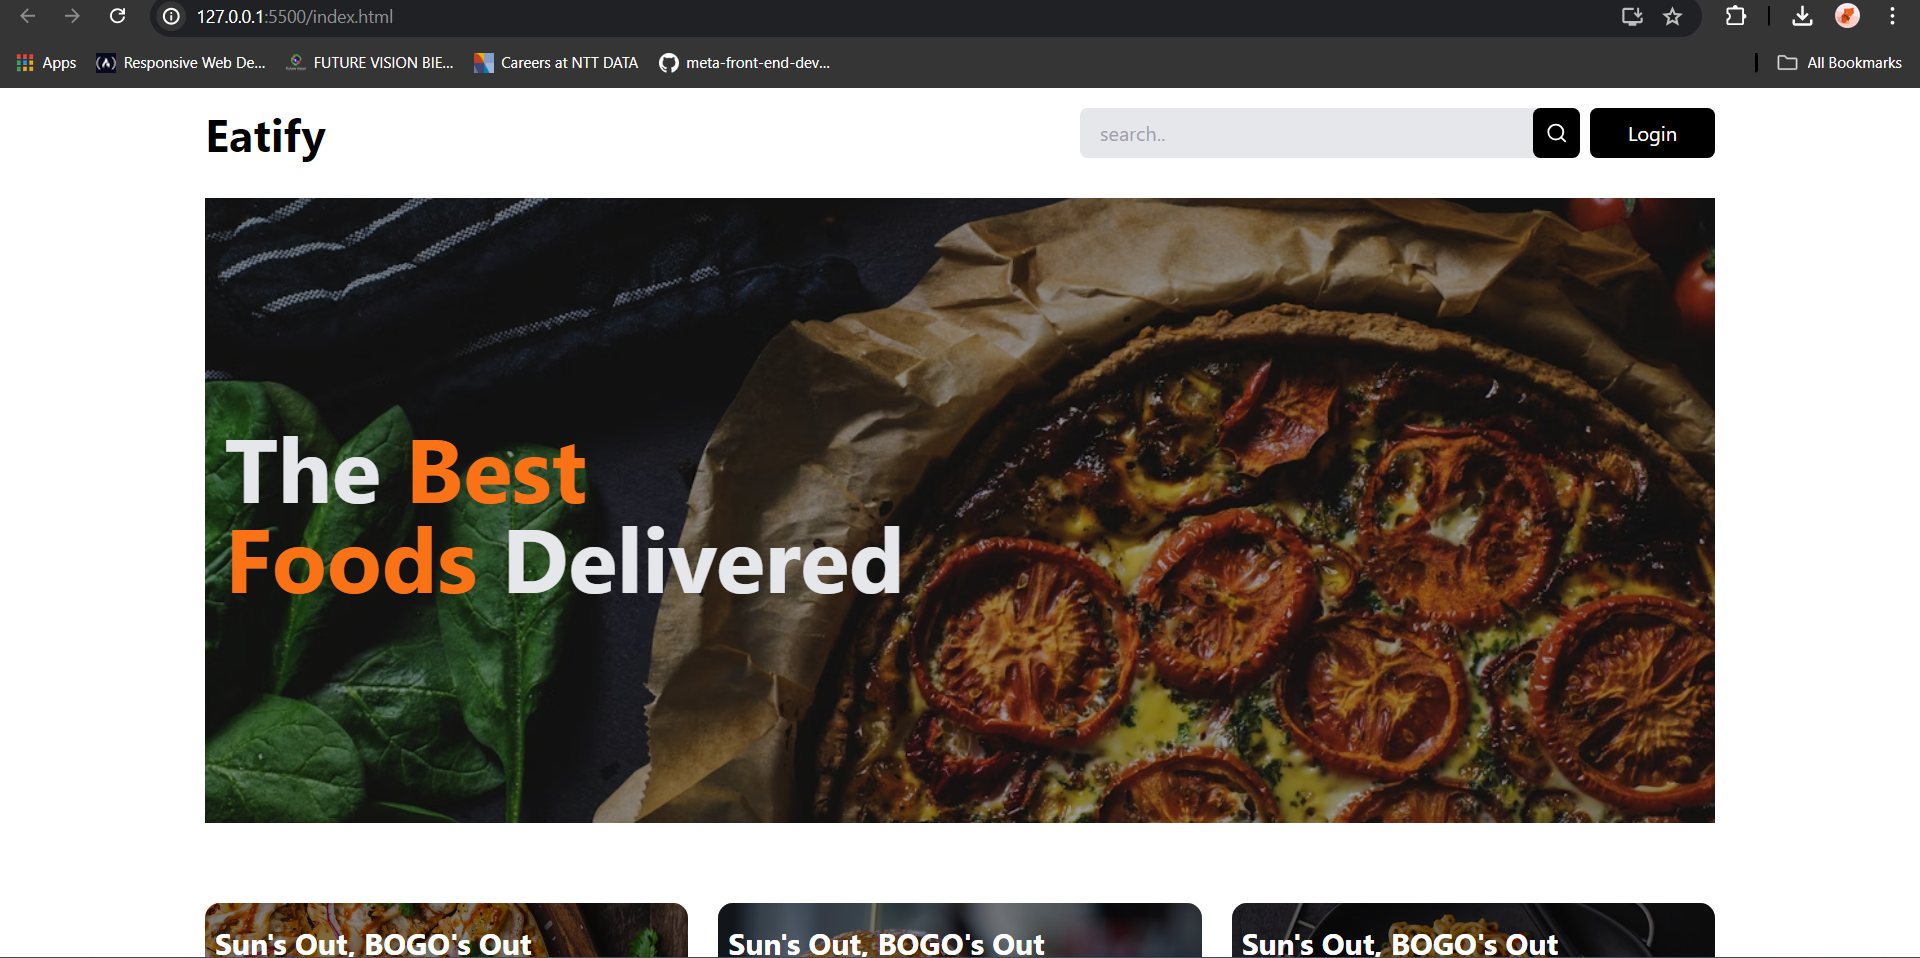 127.0.0.1:5500/index.html
Apps
Responsive Web De...
FUTURE VISION BIE...
Careers at NTT DATA
meta-front-end-dev...
All Bookmarks
Eatify
search..
Login
The Best
Foods Delivered
Sun's Out, BOGO's Out
Sun's Out, BOGO's Out
Sun's Out, BOGO's Out